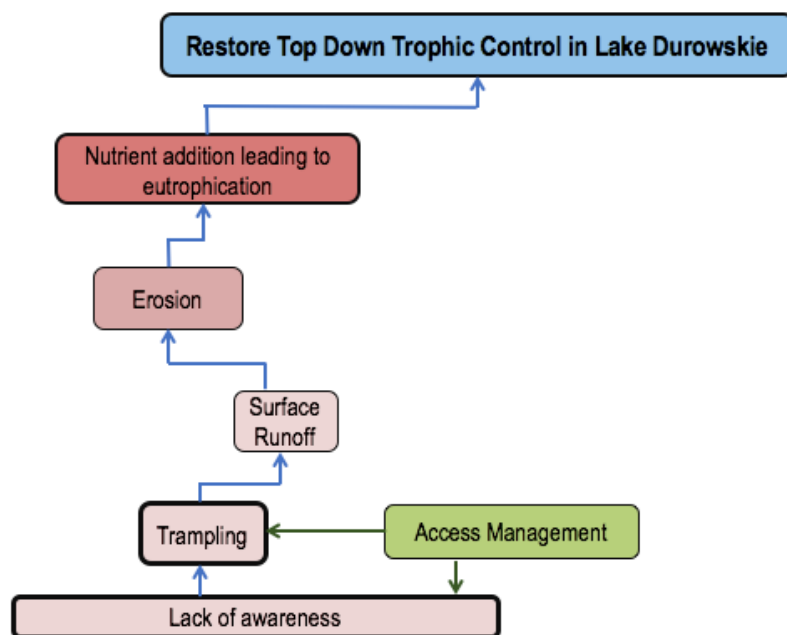 Restore Top Down Trophic Control in Lake Durowskie
Nutrient addition leading to
eutrophication
Erosion
Surface
Runoff
Trampling
Access Management
Lack of awareness